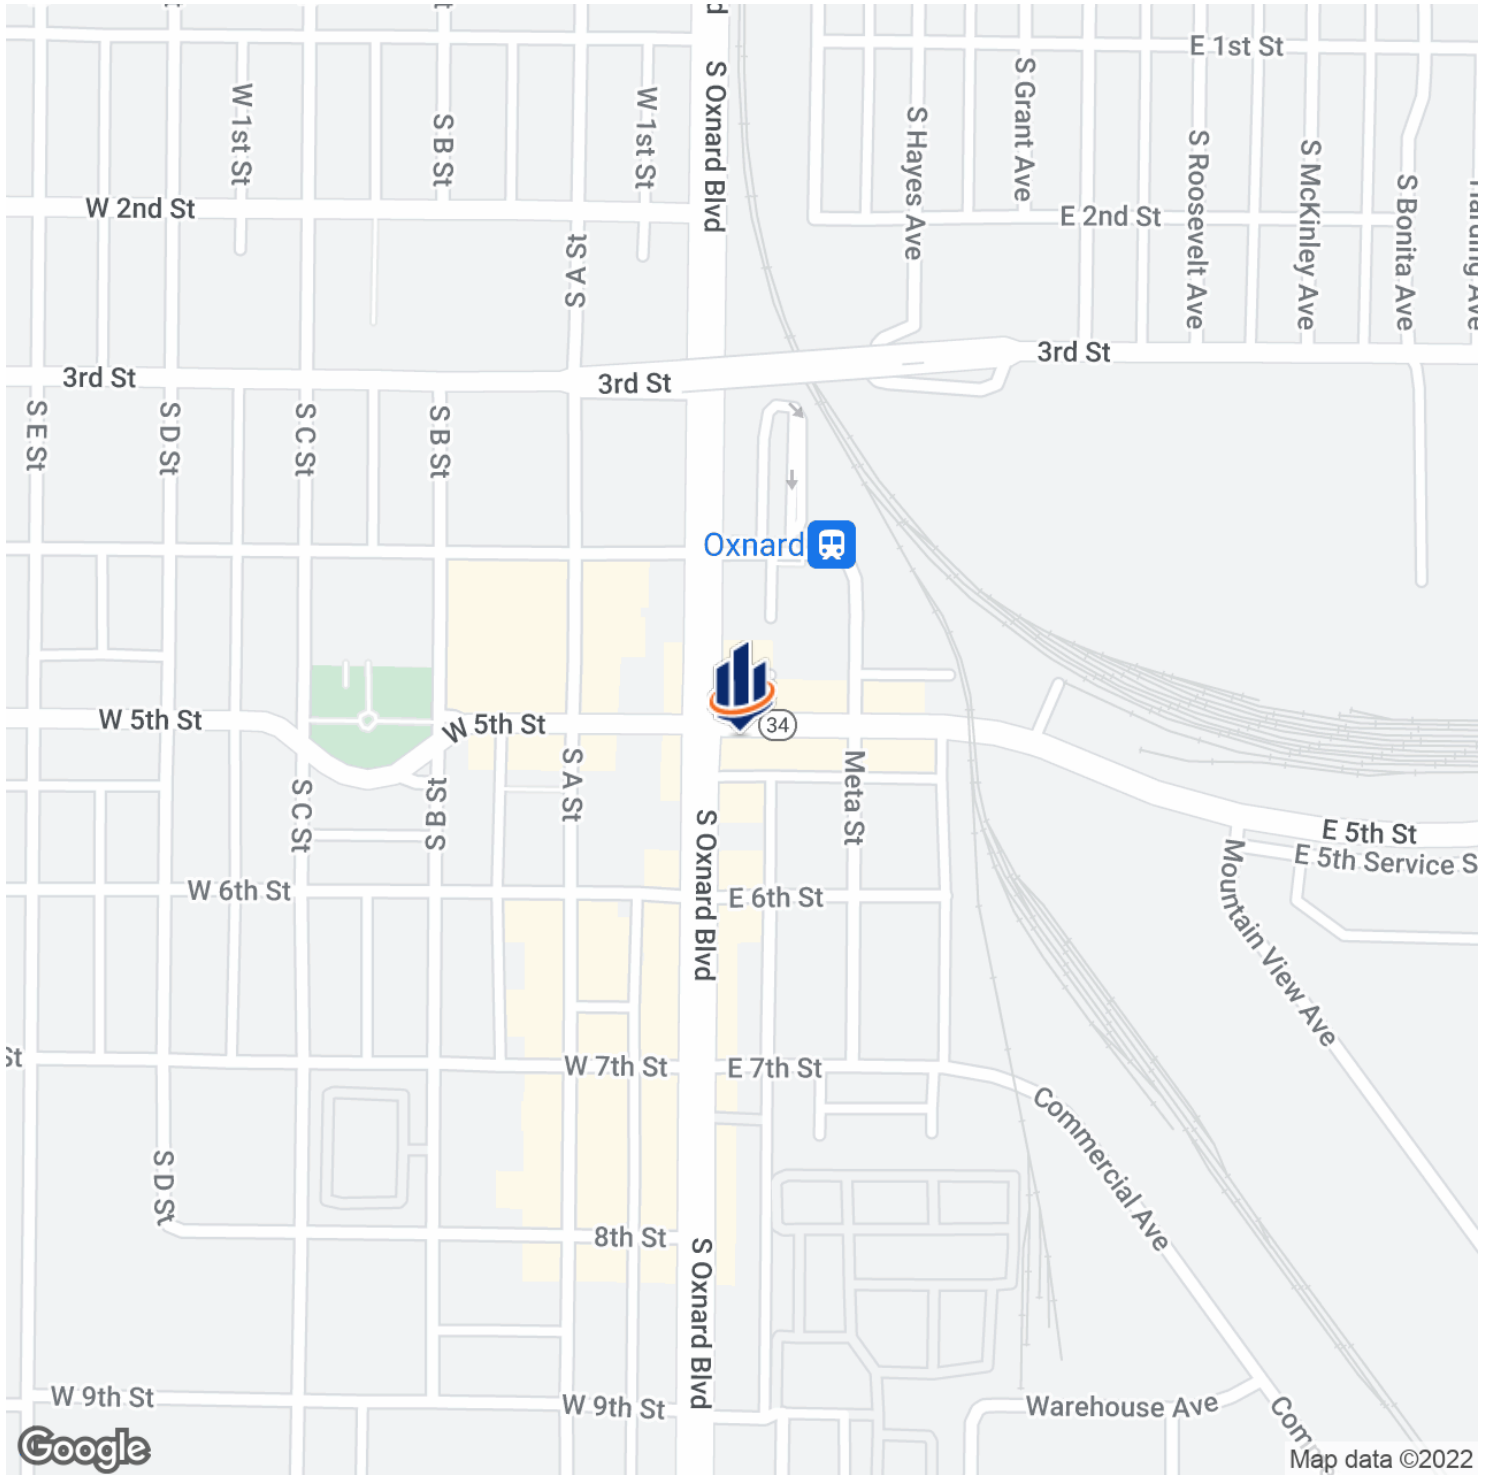 E 1st St
S Oxnard Blvd
S Grant Ave
W 1st St
W 1st St
S Hayes Ave
S B St
S Roosevelt Ave
S McKinley Ave
S Bonita Ave
W 2nd St
E 2nd St
S A St
3rd St
3rd St
3rd St
S E St
S D St
S C St
S B St
Oxnard
W 5th St
W 5th St
34
S A St
Meta St
S C St
S B St
S Oxnard Blvd
E 5th St
E 5th Service S
Mountain View Ave
W 6th St
E 6th St
St
W 7th St
E 7th St
Commercial Ave
S D St
8th St
S Oxnard Blvd
W 9th St
W 9th St
Warehouse Ave
Google
Map data ©2022